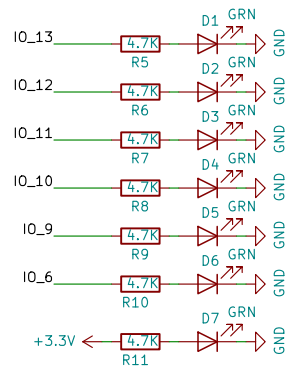 D1 GRN
IO_13 4.7K GND
R5
D2 GRN
IO_12 4.7K GND
R6
D3 GRN
IO_11 4.7K GND
R7
D4 GRN
IO_10 4.7K GND
R8
D5 GRN
IO_9 4.7K GND
R9
D6 GRN
IO_6 4.7K GND
R10
D7 GRN
+3.3V 4.7K GND
R11